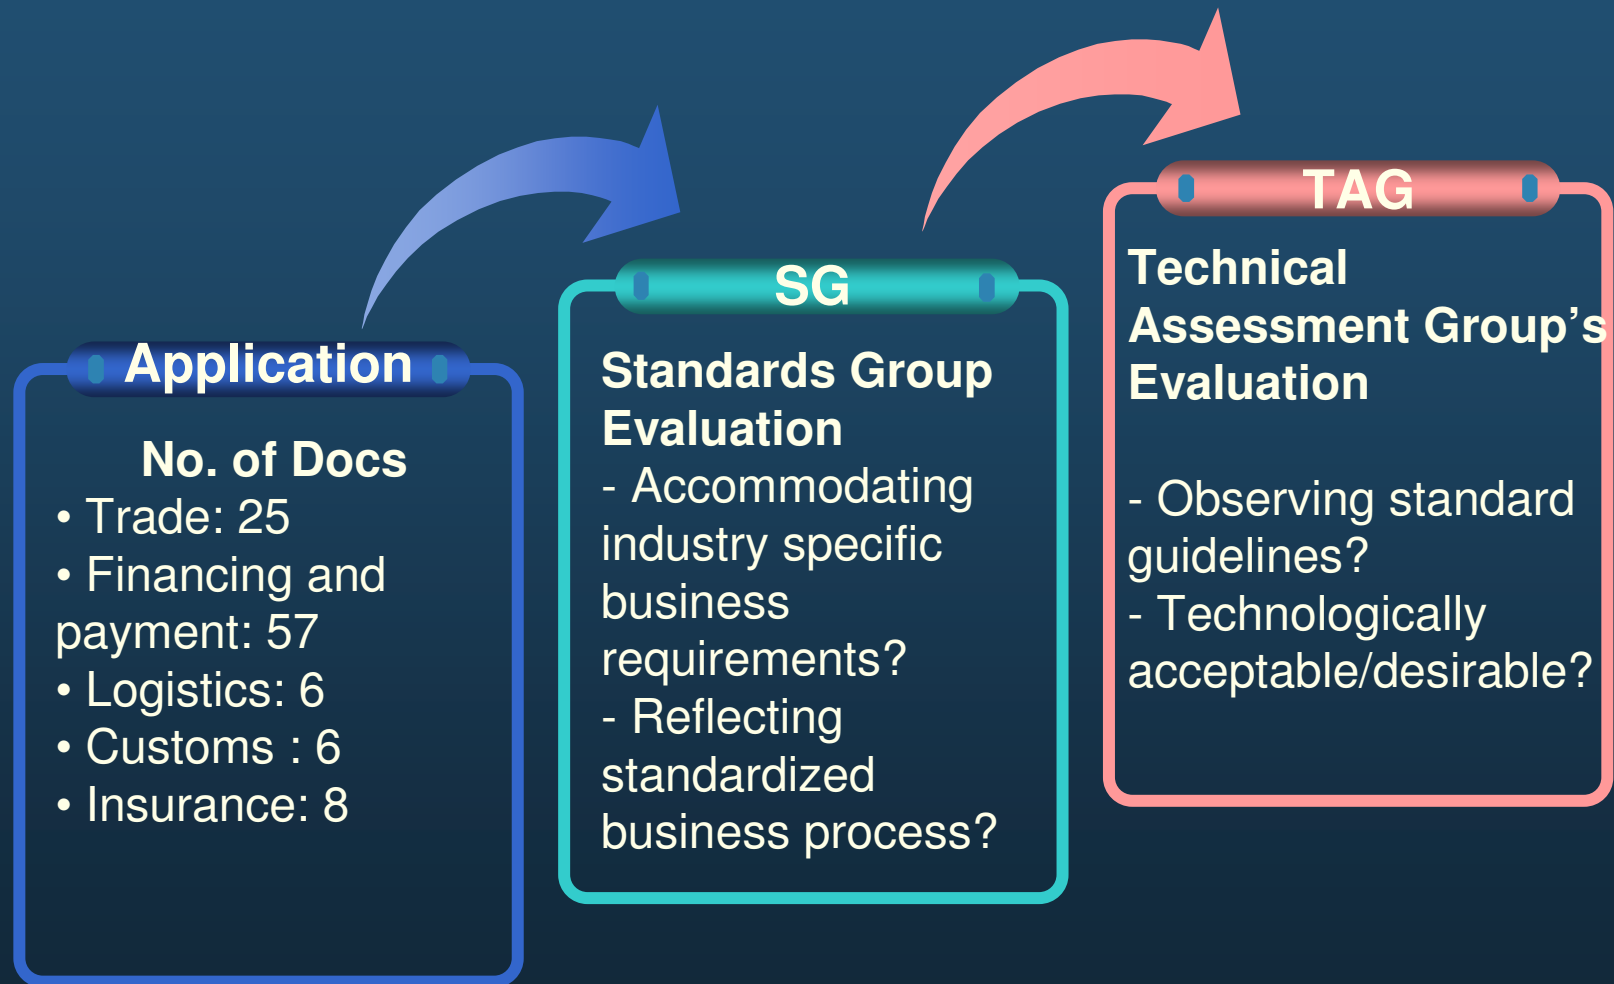 Application
No. of Docs
• Trade: 25
• Financing and
payment: 57
• Logistics: 6
• Customs : 6
• Insurance: 8
SG
Standards Group
Evaluation
- Accommodating
industry specific
business
requirements?
- Reflecting
standardized
business process?
TAG
Technical
Assessment Group’s
Evaluation
- Observing standard
guidelines?
- Technologically
acceptable/desirable?